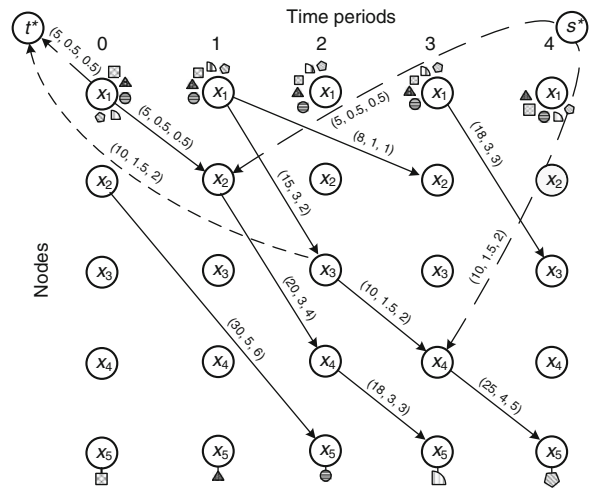 Time periods
t*
s*
0 1 2 3 4
(5, 0.5, 0.5)
x1 x1 x1 x1 x1
(5, 0.5, 0.5)
(5, 0.5, 0.5)
(8, 1, 1)
(18, 3, 3)
(10, 1.5, 2)
x2 x2 x2 x2 x2
(15, 3, 2)
Nodes
x3 x3 x3 x3 x3
(10, 1.5, 2)
(20, 3, 4)
(10, 1.5, 2)
(30, 5, 6)
x4 x4 x4 x4 x4
(18, 3, 3)
(25, 4, 5)
x5 x5 x5 x5 x5